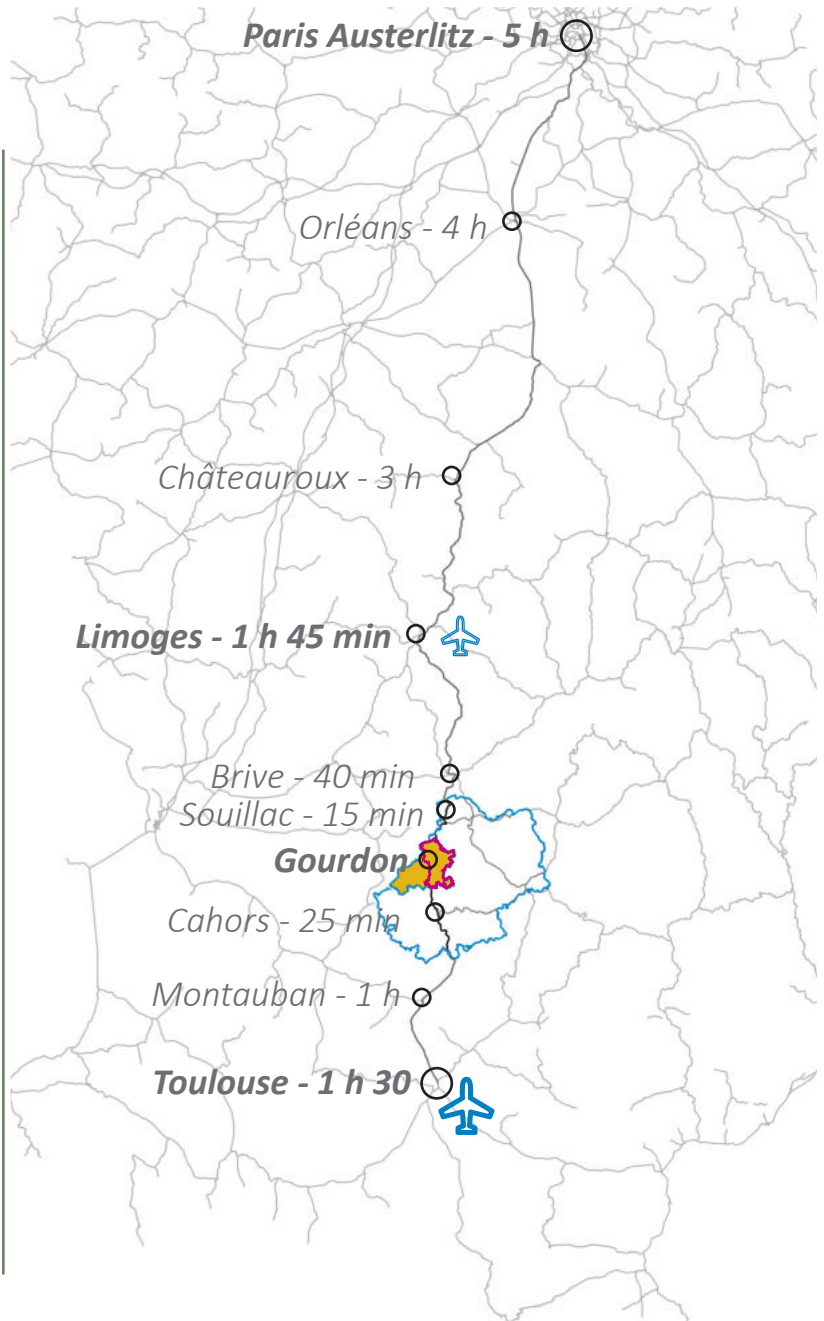 Paris Austerlitz - 5 h
Orléans - 4 h
Châteauroux - 3 h
Limoges - 1 h 45 min
Brive - 40 min
Souillac - 15 min
Gourdon
Cahors - 25 min
Montauban - 1 h
Toulouse - 1 h 30